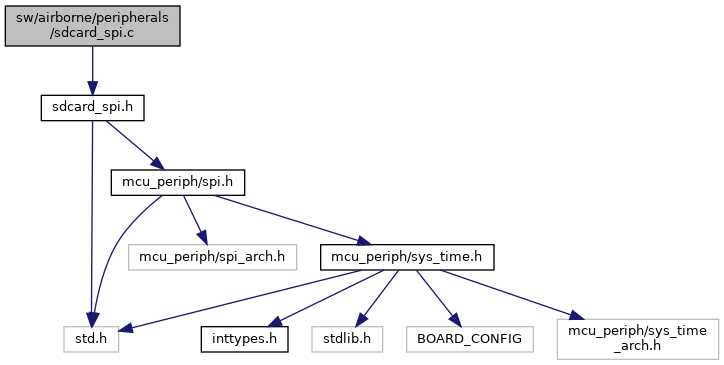 sw/airborne/peripherals
/sdcard_spi.c
sdcard_spi.h
mcu_periph/spi.h
mcu_periph/spi_arch.h
mcu_periph/sys_time.h
std.h
inttypes.h
stdlib.h
BOARD_CONFIG
mcu_periph/sys_time
_arch.h